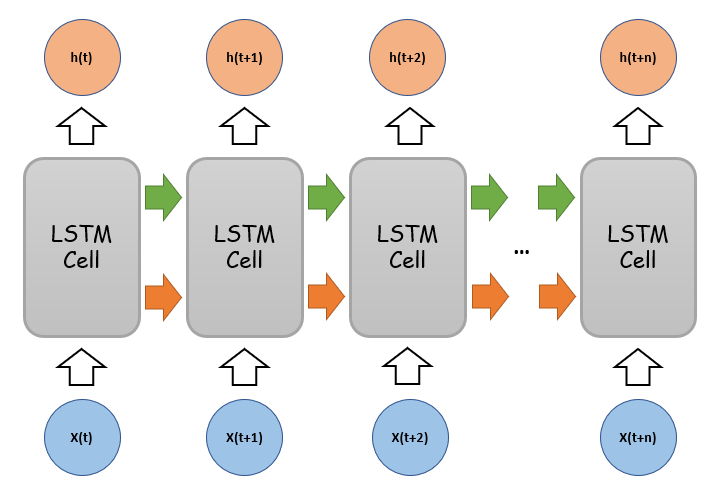 h(t) h(t+1) h(t+2) h(t+n)
LSTM LSTM LSTM LSTM
Cell Cell Cell Cell
...
X(t) X(t+1) X(t+2) X(t+n)